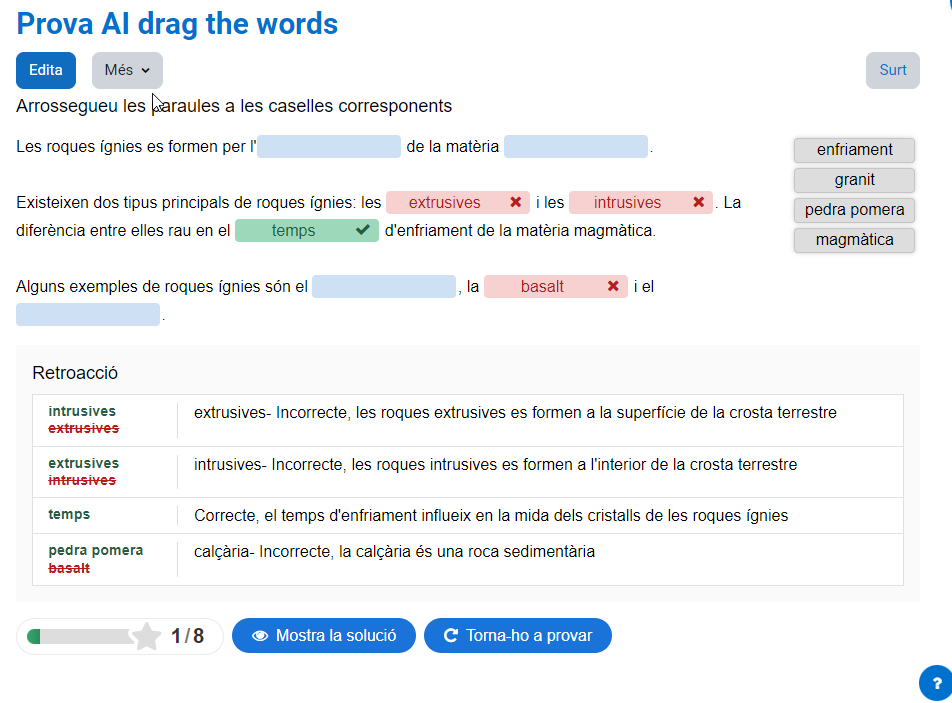 Prova AI drag the words
Edita
Més
Surt
Arrossegueu les paraules a les caselles corresponents
Les roques ígnies es formen per l' de la matèria .
Existeixen dos tipus principals de roques ígnies: les extrusives i les intrusives . La
diferència entre elles rau en el temps d'enfriament de la matèria magmàtica.
Alguns exemples de roques ígnies són el , la basalt i el
.
enfriament
granit
pedra pomera
magmàtica
Retroacció
intrusives
extrusives
extrusives- Incorrecte, les roques extrusives es formen a la superfície de la crosta terrestre
extrusives
intrusives
intrusives- Incorrecte, les roques intrusives es formen a l'interior de la crosta terrestre
temps
Correcte, el temps d'enfriament influeix en la mida dels cristalls de les roques ígnies
pedra pomera
basalt
calçària- Incorrecte, la calçària és una roca sedimentària
1/8
Mostra la solució
Torna-ho a provar
?